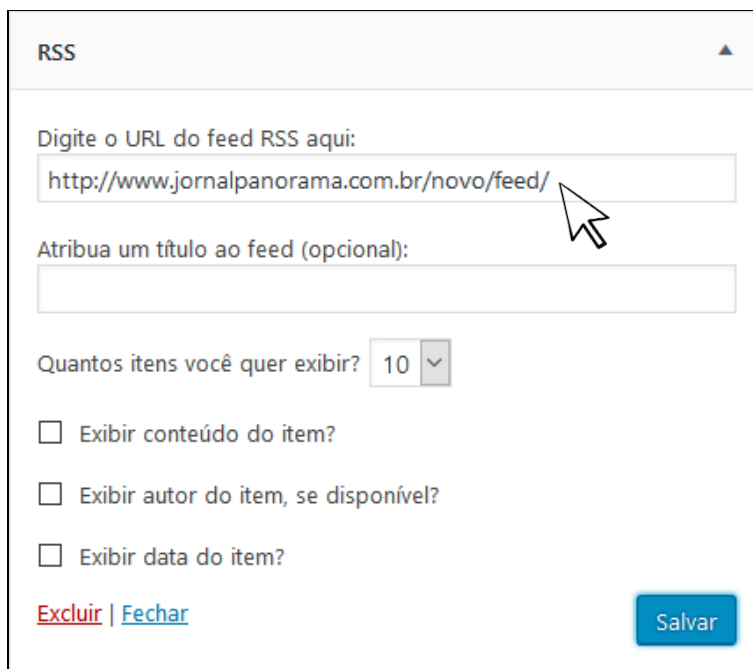 RSS
Digite o URL do feed RSS aqui:
http://www.jornalpanorama.com.br/novo/feed/
Atribua um título ao feed (opcional):
Quantos itens você quer exibir? 10
Exibir conteúdo do item?
Exibir autor do item, se disponível?
Exibir data do item?
Excluir | Fechar
Salvar